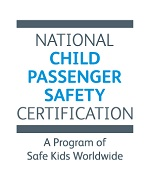 NATIONAL
CHILD
PASSENGER
SAFETY
CERTIFICATION
A Program of
Safe Kids Worldwide